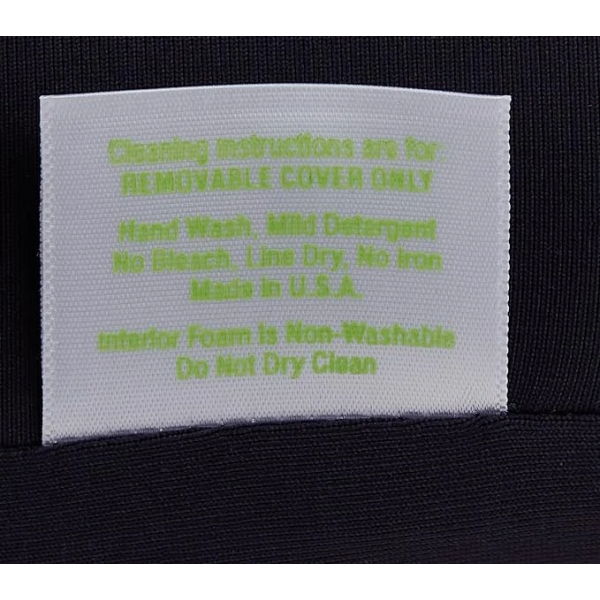 Cleaning instructions are for:
REMOVABLE COVER ONLY
Hand Wash, Mild Detergent
No Bleach, Line Dry, No Iron
Made in U.S.A.
Interior Foam is Non-Washable
Do Not Dry Clean